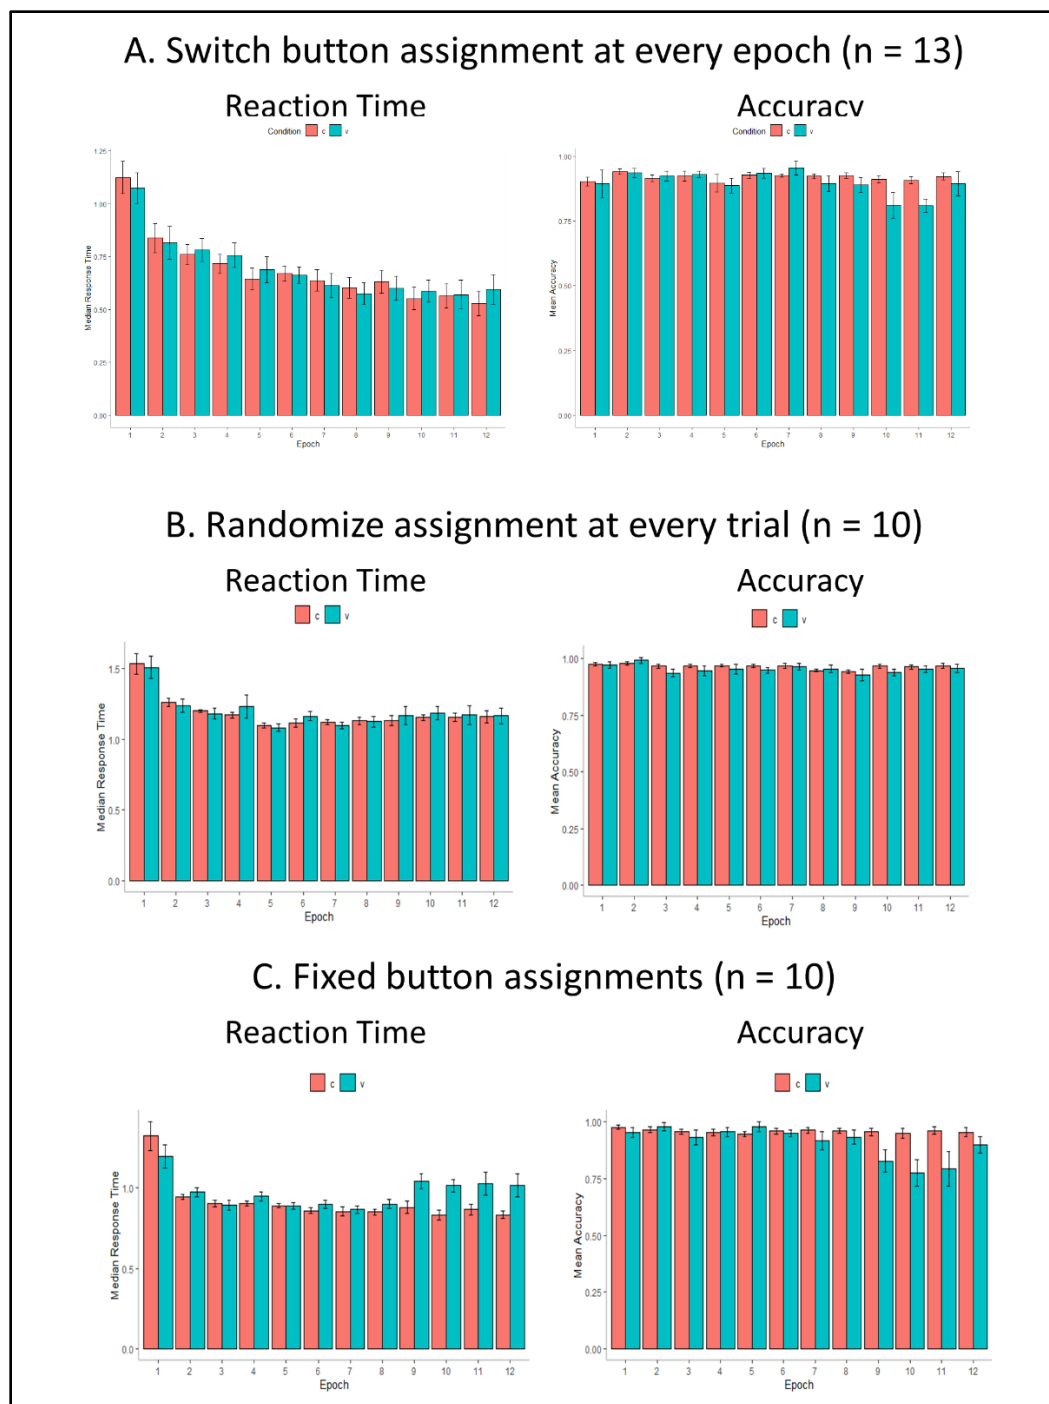 A. Switch button assignment at every epoch (n = 13)
Reaction Time
Accuracy
Condition c v
Condition c v
Median Response Time
1.25
1.00
0.75
0.50
0.25
0.00
1 2 3 4 5 6 7 8 9 10 11 12
Epoch
Mean Accuracy
1.00
0.75
0.50
0.25
0.00
1 2 3 4 5 6 7 8 9 10 11 12
Epoch
B. Randomize assignment at every trial (n = 10)
Reaction Time
Accuracy
c v
c v
Median Response Time
1.5
1.0
0.5
0.0
1 2 3 4 5 6 7 8 9 10 11 12
Epoch
Mean Accuracy
1.00
0.75
0.50
0.25
0.00
1 2 3 4 5 6 7 8 9 10 11 12
Epoch
C. Fixed button assignments (n = 10)
Reaction Time
Accuracy
c v
c v
Median Response Time
1.0
0.5
0.0
1 2 3 4 5 6 7 8 9 10 11 12
Epoch
Mean Accuracy
1.00
0.75
0.50
0.25
0.00
1 2 3 4 5 6 7 8 9 10 11 12
Epoch